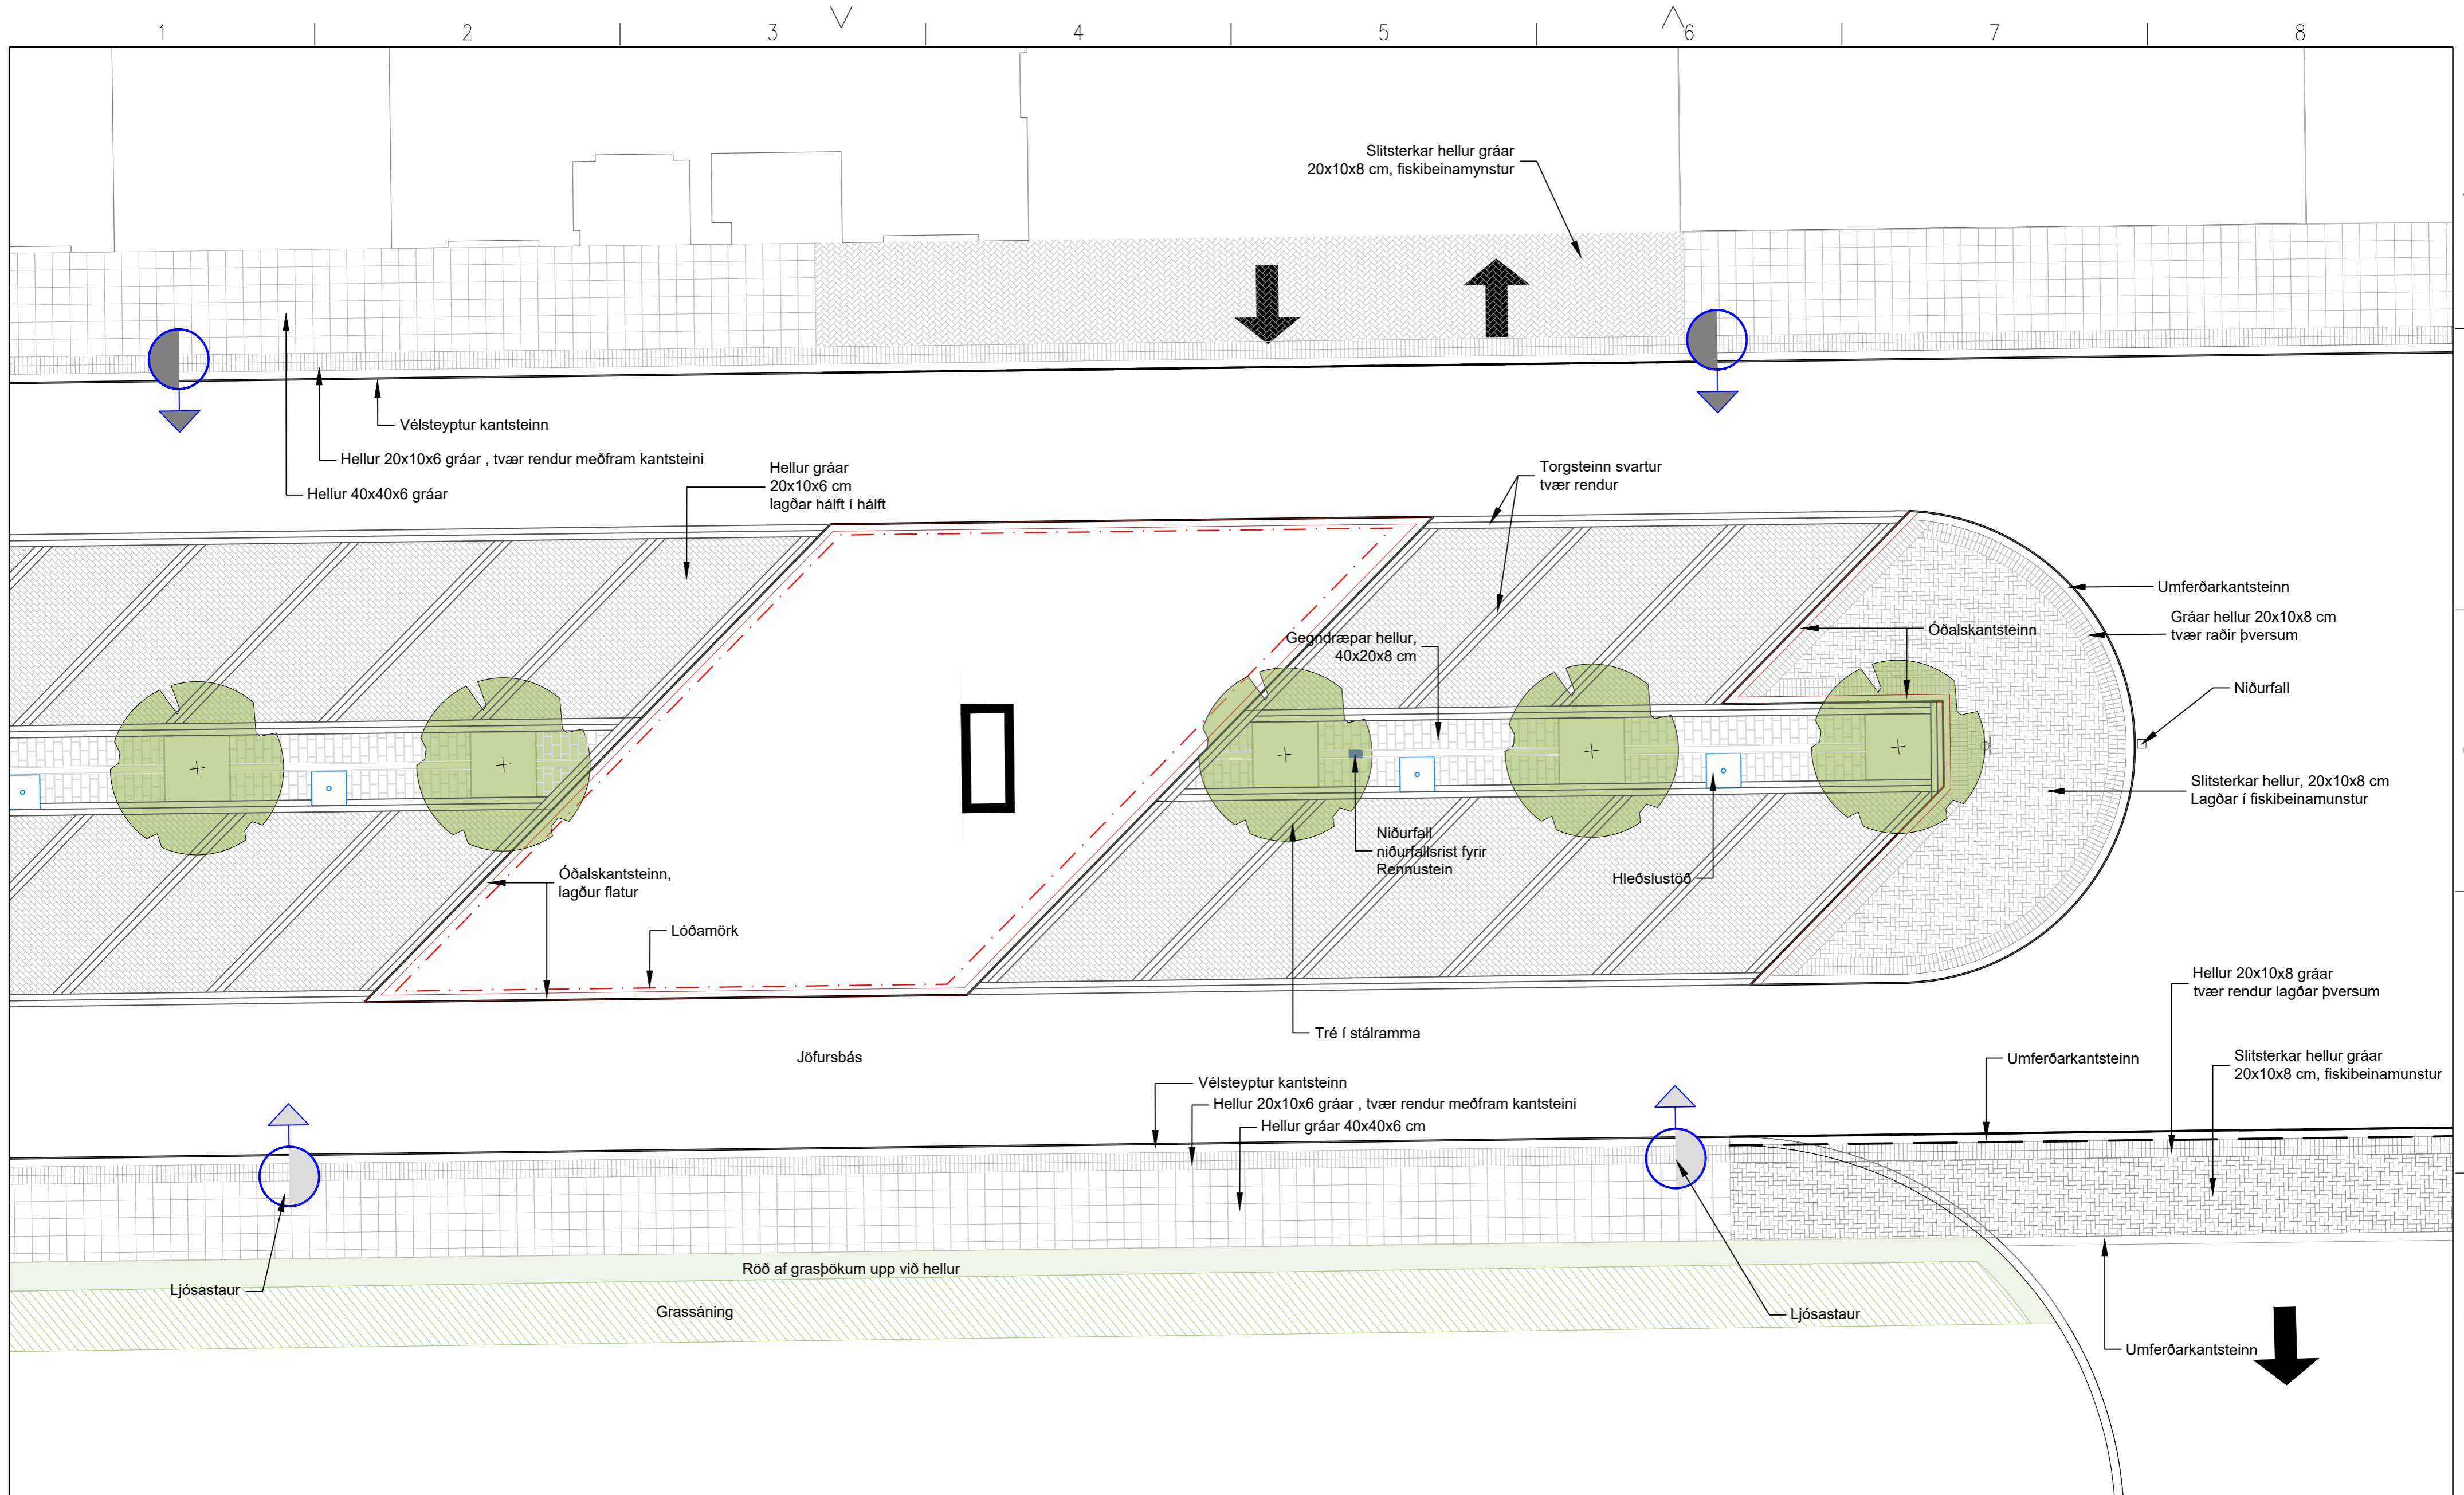 1
2
3
4
5
6
7
8
Slitsterkar hellur gráar
20x10x8 cm, fiskibeinamynstur
Vélsteyptur kantsteinn
Hellur 20x10x6 gráar , tvær rendur meðfram kantsteini
Hellur 40x40x6 gráar
Hellur gráar
20x10x6 cm
lagðar hálft í hálft
Torgsteinn svartur
tvær rendur
Umferðarkantsteinn
Gráar hellur 20x10x8 cm
tvær raðir þversum
Óðalskantsteinn
Gegndræpar hellur,
40x20x8 cm
Niðurfall
Slitsterkar hellur, 20x10x8 cm
Lagðar í fiskibeinamunstur
Niðurfall
niðurfallsrist fyrir
Rennustein
Hleðslustöð
Óðalskantsteinn,
lagður flatur
Lóðamörk
Hellur 20x10x8 gráar
tvær rendur lagðar þversum
Tré í stálramma
Jöfursbás
Umferðarkantsteinn
Slitsterkar hellur gráar
20x10x8 cm, fiskibeinamunstur
Vélsteyptur kantsteinn
Hellur 20x10x6 gráar , tvær rendur meðfram kantsteini
Hellur gráar 40x40x6 cm
Röð af grasþökum upp við hellur
Ljósastaur
Grassáning
Ljósastaur
Umferðarkantsteinn